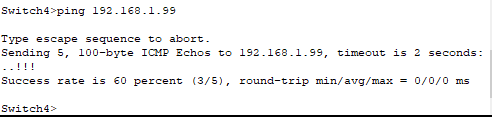 Switch4>ping 192.168.1.99
Type escape sequence to abort.
Sending 5, 100-byte ICMP Echos to 192.168.1.99, timeout is 2 seconds:
..!!!
Success rate is 60 percent (3/5), round-trip min/avg/max = 0/0/0 ms
Switch4>